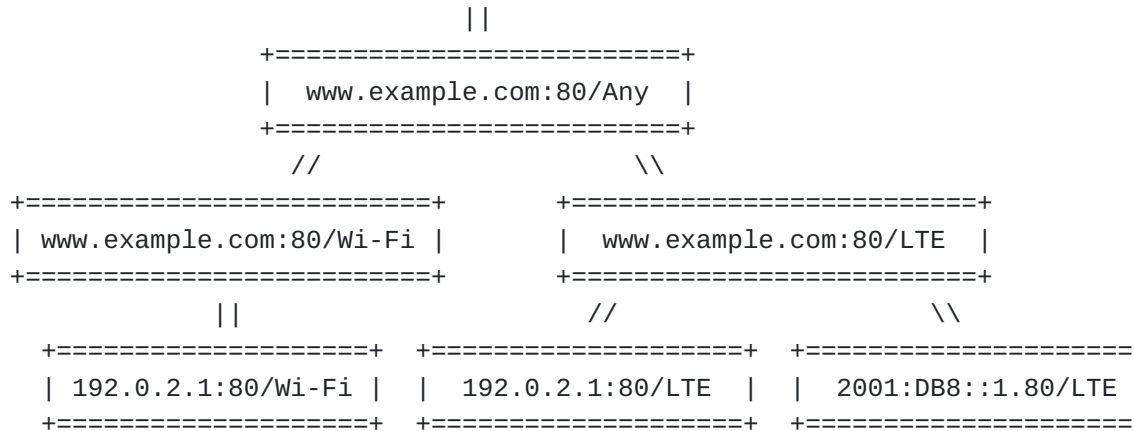 ||
+==========================+
| www.example.com:80/Any |
+==========================+
// \\
+==========================+ +==========================+
| www.example.com:80/Wi-Fi | | www.example.com:80/LTE |
+==========================+ +==========================+
|| // \\
+====================+ +====================+ +=====================
| 192.0.2.1:80/Wi-Fi | | 192.0.2.1:80/LTE | | 2001:DB8::1.80/LTE
+====================+ +====================+ +=====================